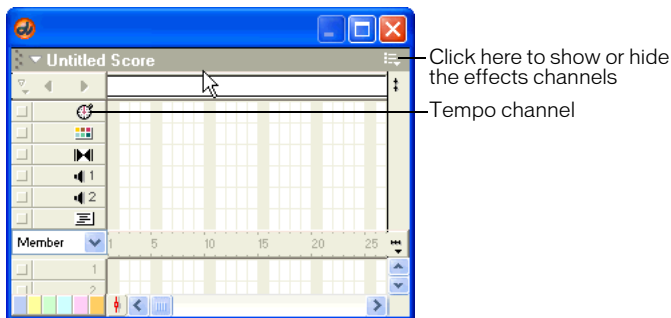 Untitled Score
Click here to show or hide
the effects channels
Tempo channel
1
2
Member
1 5 10 15 20 25
1
2